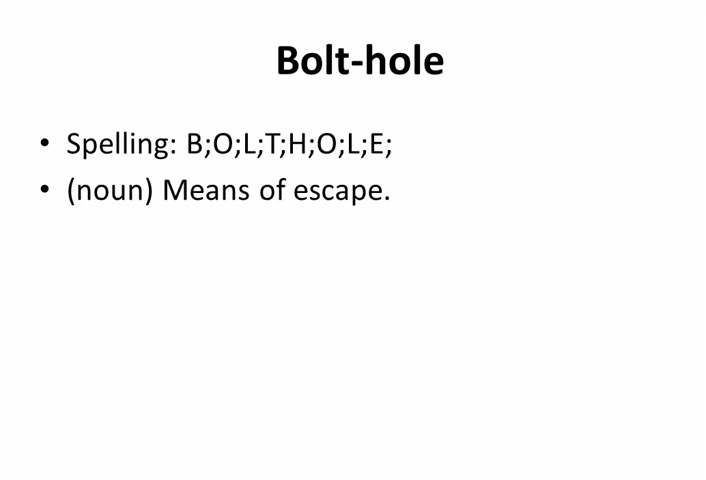 Bolt-hole
• Spelling: B;O;L;T;H;O;L;E;
• (noun) Means of escape.